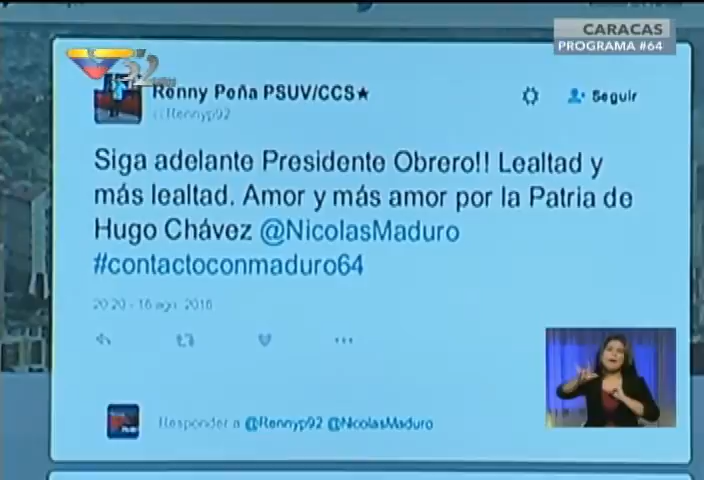 CARACAS
PROGRAMA #64
Ronny Peña PSUV/CCS★
@Rennyp92
Seguir
Siga adelante Presidente Obrero!! Lealtad y
más lealtad. Amor y más amor por la Patria de
Hugo Chávez @NicolasMaduro
#contactoconmaduro64
20:20 - 16 ago. 2016
Responder a @Rennyp92 @NicolasMaduro